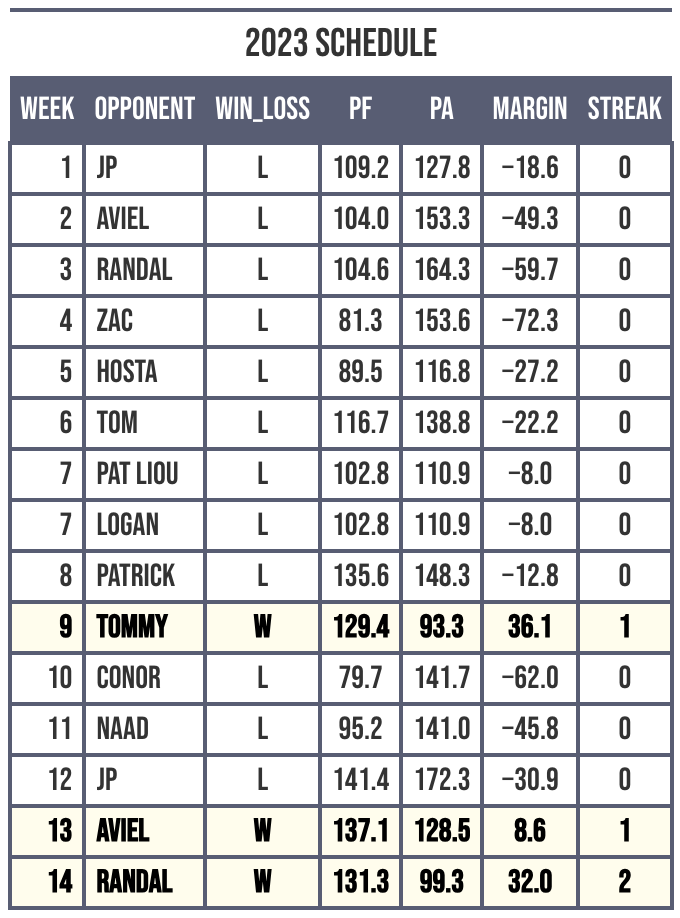 2023 SCHEDULE
WEEK OPPONENT WIN_LOSS PF PA MARGIN STREAK
1 JP L 109.2 127.8 −18.6 0
2 AVIEL L 104.0 153.3 −49.3 0
3 RANDAL L 104.6 164.3 −59.7 0
4 ZAC L 81.3 153.6 −72.3 0
5 HOSTA L 89.5 116.8 −27.2 0
6 TOM L 116.7 138.8 −22.2 0
7 PAT LIOU L 102.8 110.9 −8.0 0
7 LOGAN L 102.8 110.9 −8.0 0
8 PATRICK L 135.6 148.3 −12.8 0
9 TOMMY W 129.4 93.3 36.1 1
10 CONOR L 79.7 141.7 −62.0 0
11 NAAD L 95.2 141.0 −45.8 0
12 JP L 141.4 172.3 −30.9 0
13 AVIEL W 137.1 128.5 8.6 1
14 RANDAL W 131.3 99.3 32.0 2